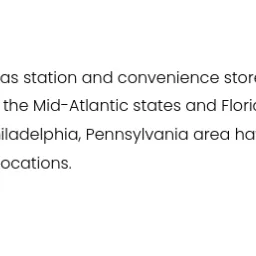 as station and convenience store
the Mid-Atlantic states and Florid
iladelphia, Pennsylvania area ha
ocations.